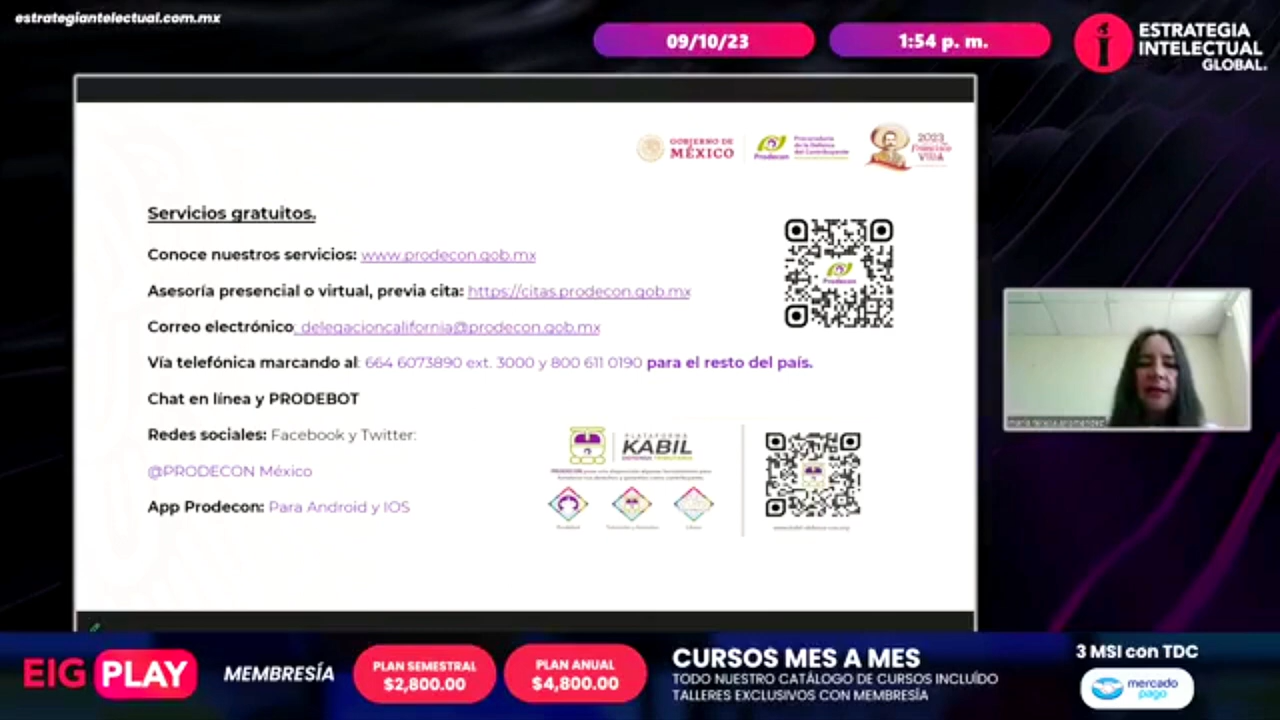 estrategiantelectual.com.mx
09/10/23
1:54 p. m.
ESTRATEGIA
INTELECTUAL
GLOBAL.
GOBIERNO DE
MÉXICO
Prodecon
Procuraduría
de la Defensa
del Contribuyente
2023
Francisco
VILLA
Servicios gratuitos.
Conoce nuestros servicios: www.prodecon.gob.mx
Prodecon
Asesoría presencial o virtual, previa cita: https://citas.prodecon.gob.mx
Correo electrónico: delegacioncalifornia@prodecon.gob.mx
Vía telefónica marcando al: 664 6073890 ext. 3000 y 800 611 0190 para el resto del país.
Chat en línea y PRODEBOT
Redes sociales: Facebook y Twitter:
@PRODECON México
App Prodecon: Para Android y IOS
PLATAFORMA
KABIL
Prodebot
EIG PLAY
MEMBRESÍA
PLAN SEMESTRAL
$2,800.00
PLAN ANUAL
$4,800.00
CURSOS MES A MES
TODO NUESTRO CATÁLOGO DE CURSOS INCLUÍDO
TALLERES EXCLUSIVOS CON MEMBRESÍA
3 MSI con TDC
mercado
pago